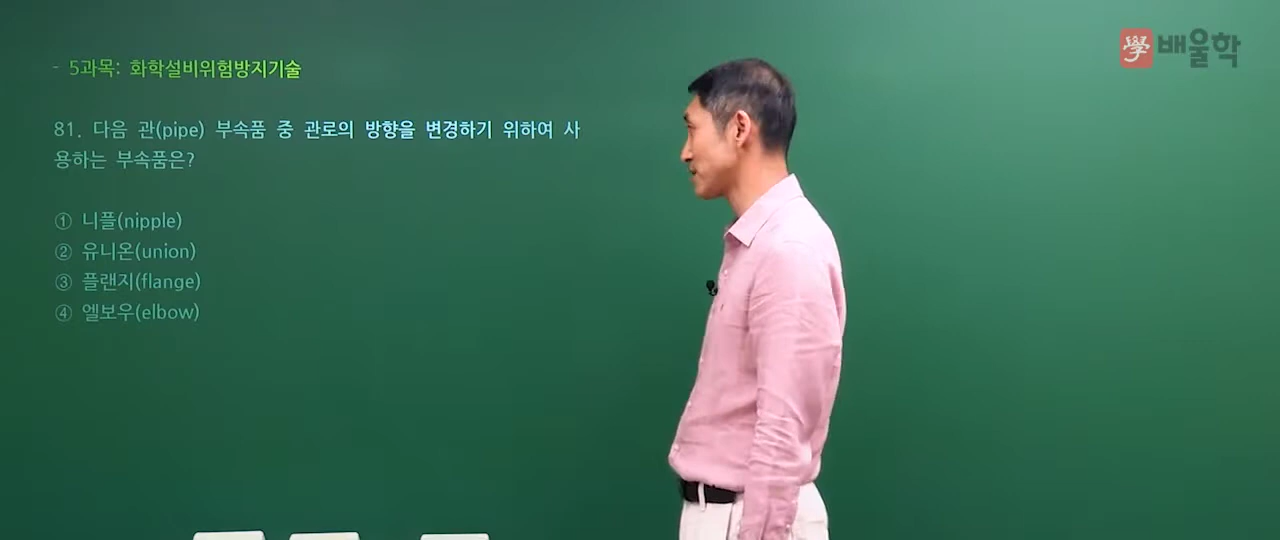 學 배울학
- 5과목: 화학설비위험방지기술
81. 다음 관(pipe) 부속품 중 관로의 방향을 변경하기 위하여 사
용하는 부속품은?
① 니플(nipple)
② 유니온(union)
③ 플랜지(flange)
④ 엘보우(elbow)